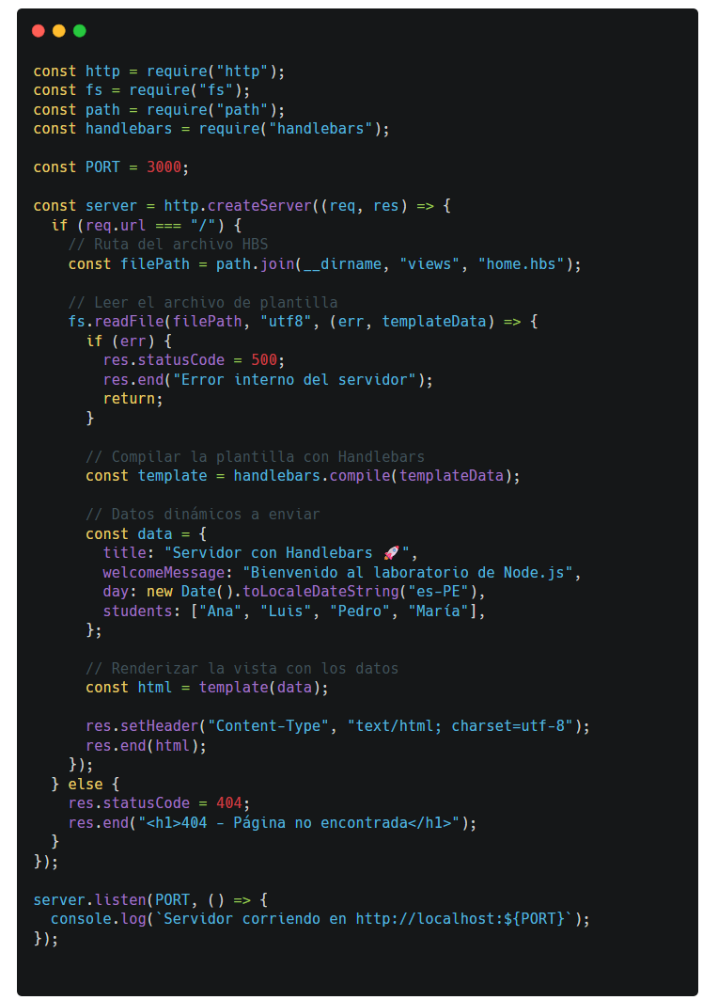 const http = require("http");
const fs = require("fs");
const path = require("path");
const handlebars = require("handlebars");

const PORT = 3000;

const server = http.createServer((req, res) => {
  if (req.url === "/") {
    // Ruta del archivo HBS
    const filePath = path.join(__dirname, "views", "home.hbs");

    // Leer el archivo de plantilla
    fs.readFile(filePath, "utf8", (err, templateData) => {
      if (err) {
        res.statusCode = 500;
        res.end("Error interno del servidor");
        return;
      }

      // Compilar la plantilla con Handlebars
      const template = handlebars.compile(templateData);

      // Datos dinámicos a enviar
      const data = {
        title: "Servidor con Handlebars 🚀",
        welcomeMessage: "Bienvenido al laboratorio de Node.js",
        day: new Date().toLocaleDateString("es-PE"),
        students: ["Ana", "Luis", "Pedro", "María"],
      };

      // Renderizar la vista con los datos
      const html = template(data);

      res.setHeader("Content-Type", "text/html; charset=utf-8");
      res.end(html);
    });
  } else {
    res.statusCode = 404;
    res.end("<h1>404 - Página no encontrada</h1>");
  }
});

server.listen(PORT, () => {
  console.log(`Servidor corriendo en http://localhost:${PORT}`);
});